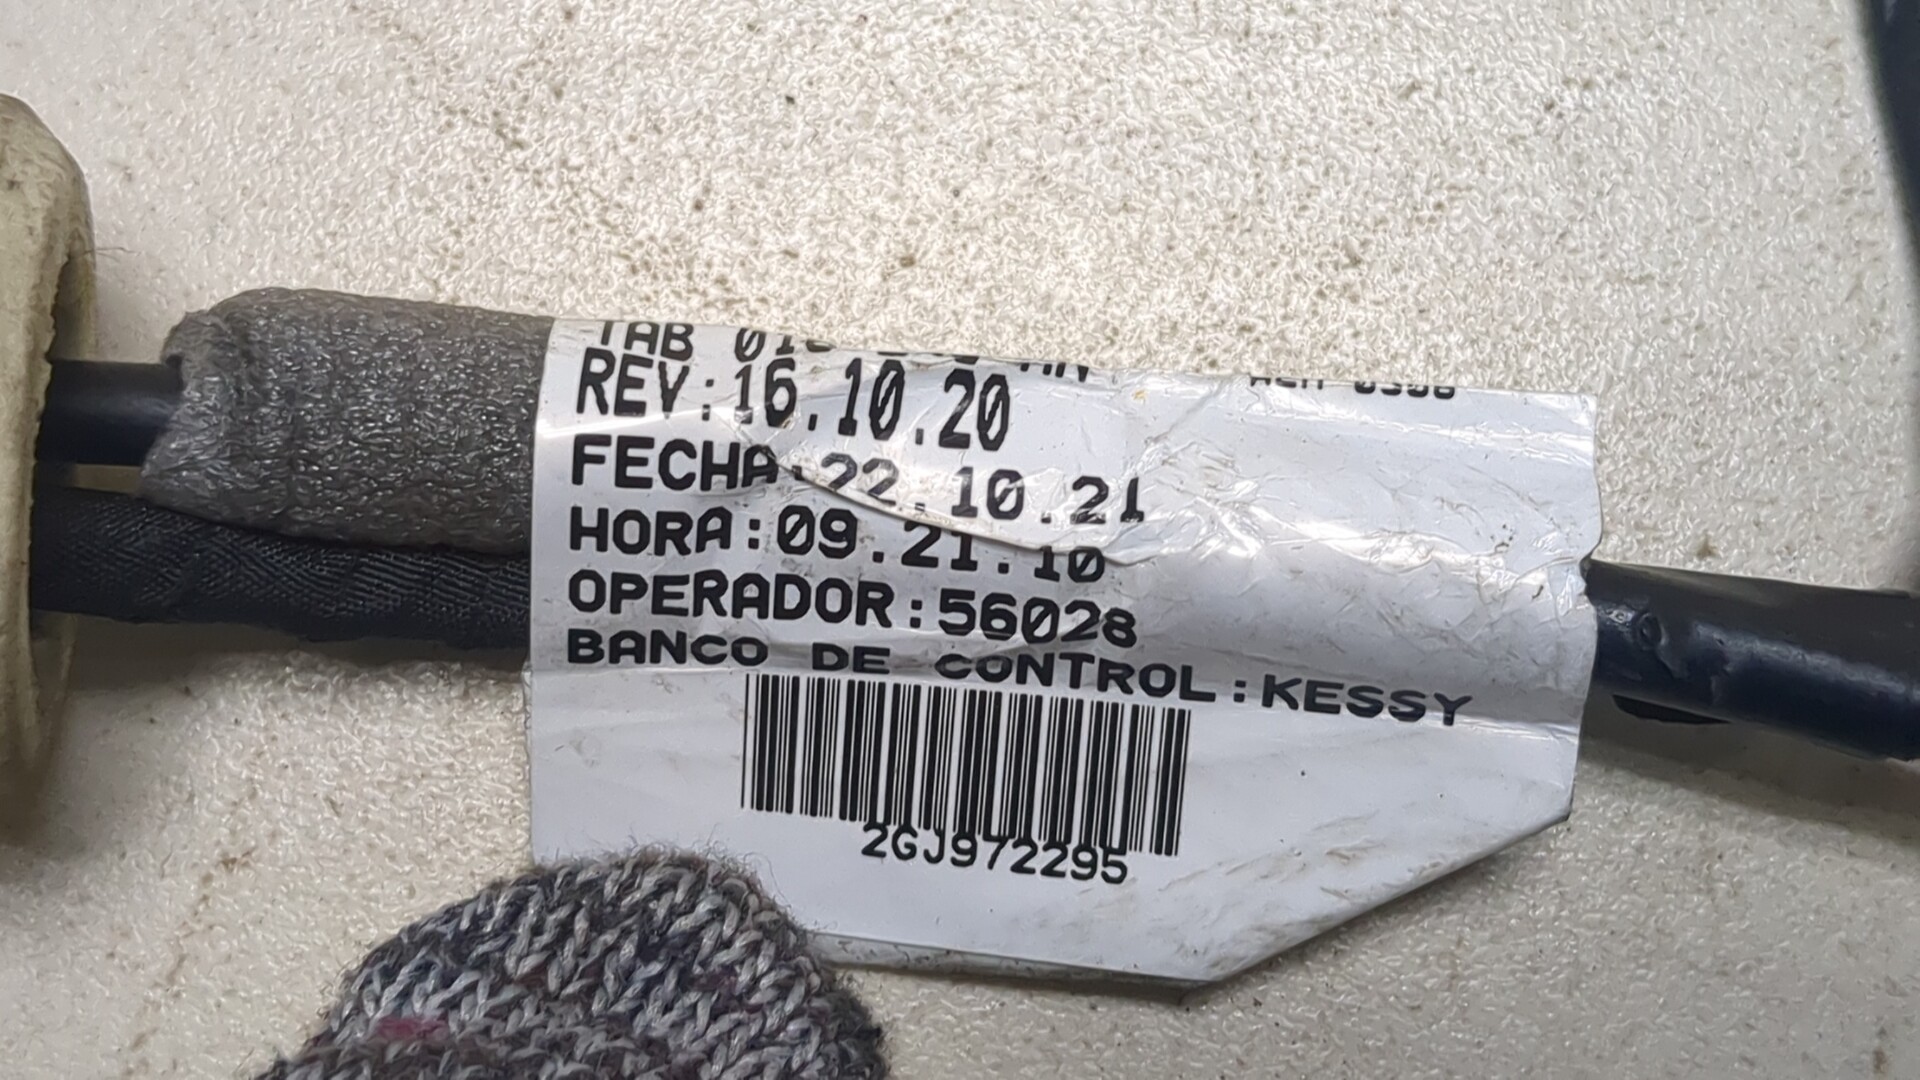 TAB
REV:16.10.20
FECHA:22.10.21
HORA:09.21.10
OPERADOR:56028
BANCO DE CONTROL:KESSY
2GJ972295